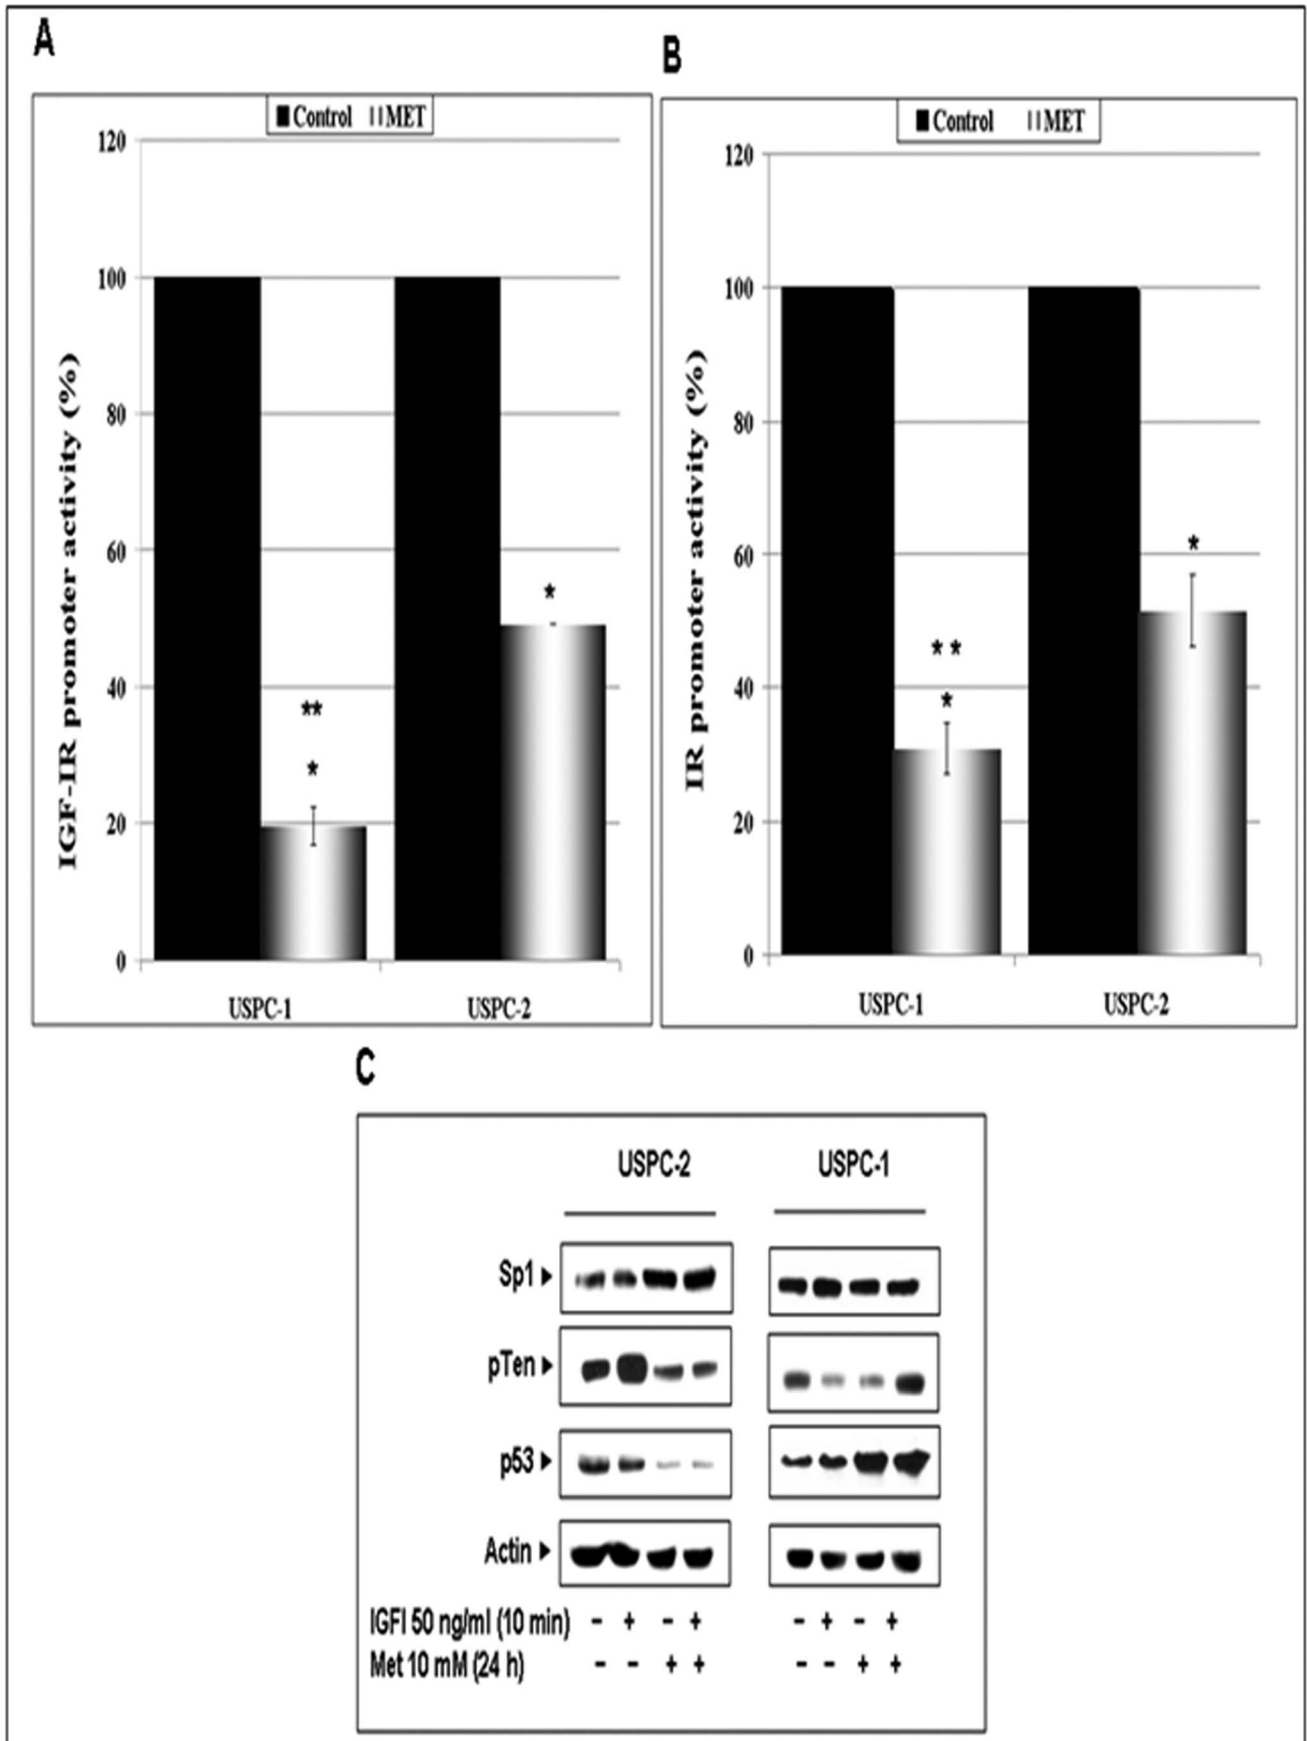 A
Control MET
120
100
80
60
40
20
0
IGF-IR promoter activity (%)
**
*
*
USPC-1 USPC-2
B
Control MET
120
100
80
60
40
20
0
IR promoter activity (%)
* *
*
*
USPC-1 USPC-2
C
USPC-2 USPC-1
Sp1
pTen
p53
Actin
IGFI 50 ng/ml (10 min) - + - + - + - +
Met 10 mM (24 h) - - + + - - + +